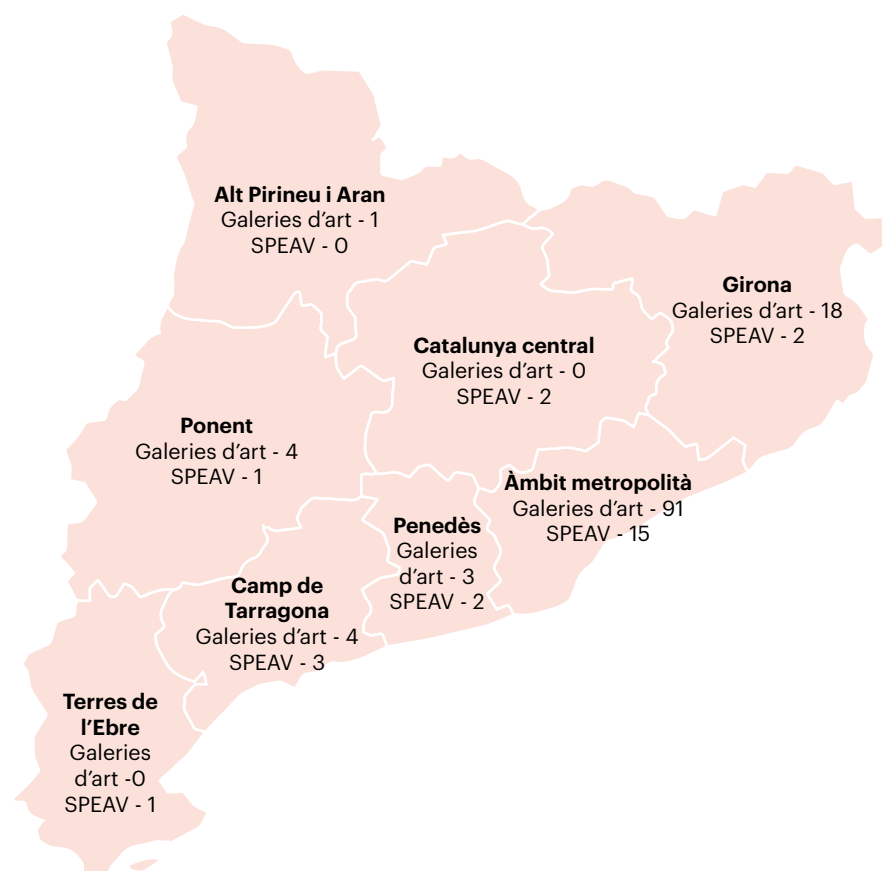 Alt Pirineu i Aran
Galeries d'art - 1
SPEAV - 0
Girona
Galeries d'art - 18
SPEAV - 2
Catalunya central
Galeries d'art - 0
SPEAV - 2
Ponent
Galeries d'art - 4
SPEAV - 1
Àmbit metropolità
Galeries d'art - 91
SPEAV - 15
Penedès
Galeries
d'art - 3
SPEAV - 2
Camp de
Tarragona
Galeries d'art - 4
SPEAV - 3
Terres de
l'Ebre
Galeries
d'art -0
SPEAV - 1